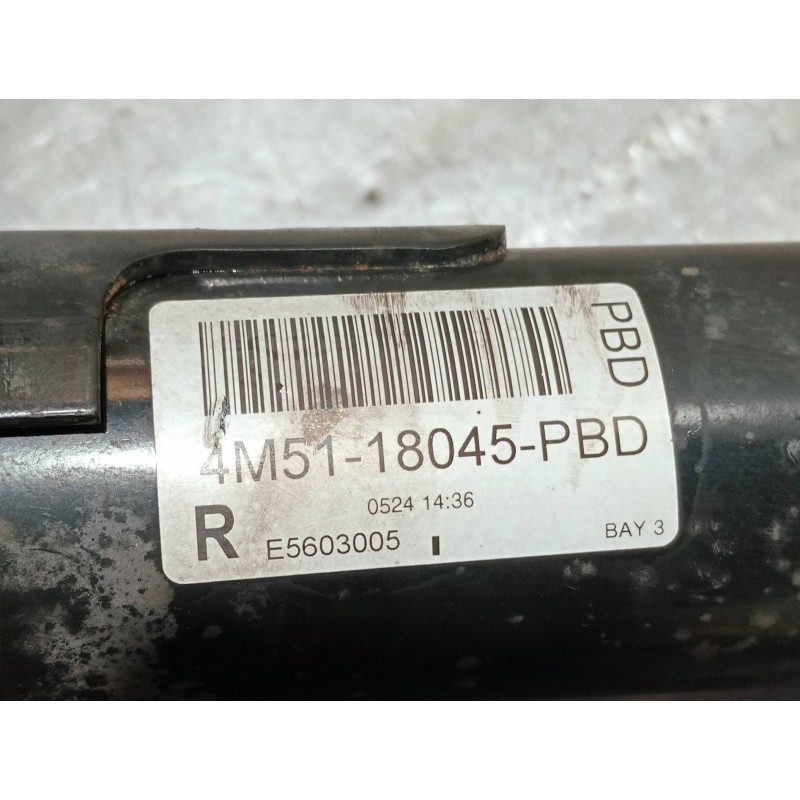 PBD
4M51-18045-PBD
0524 14:36
R E5603005 BAY 3